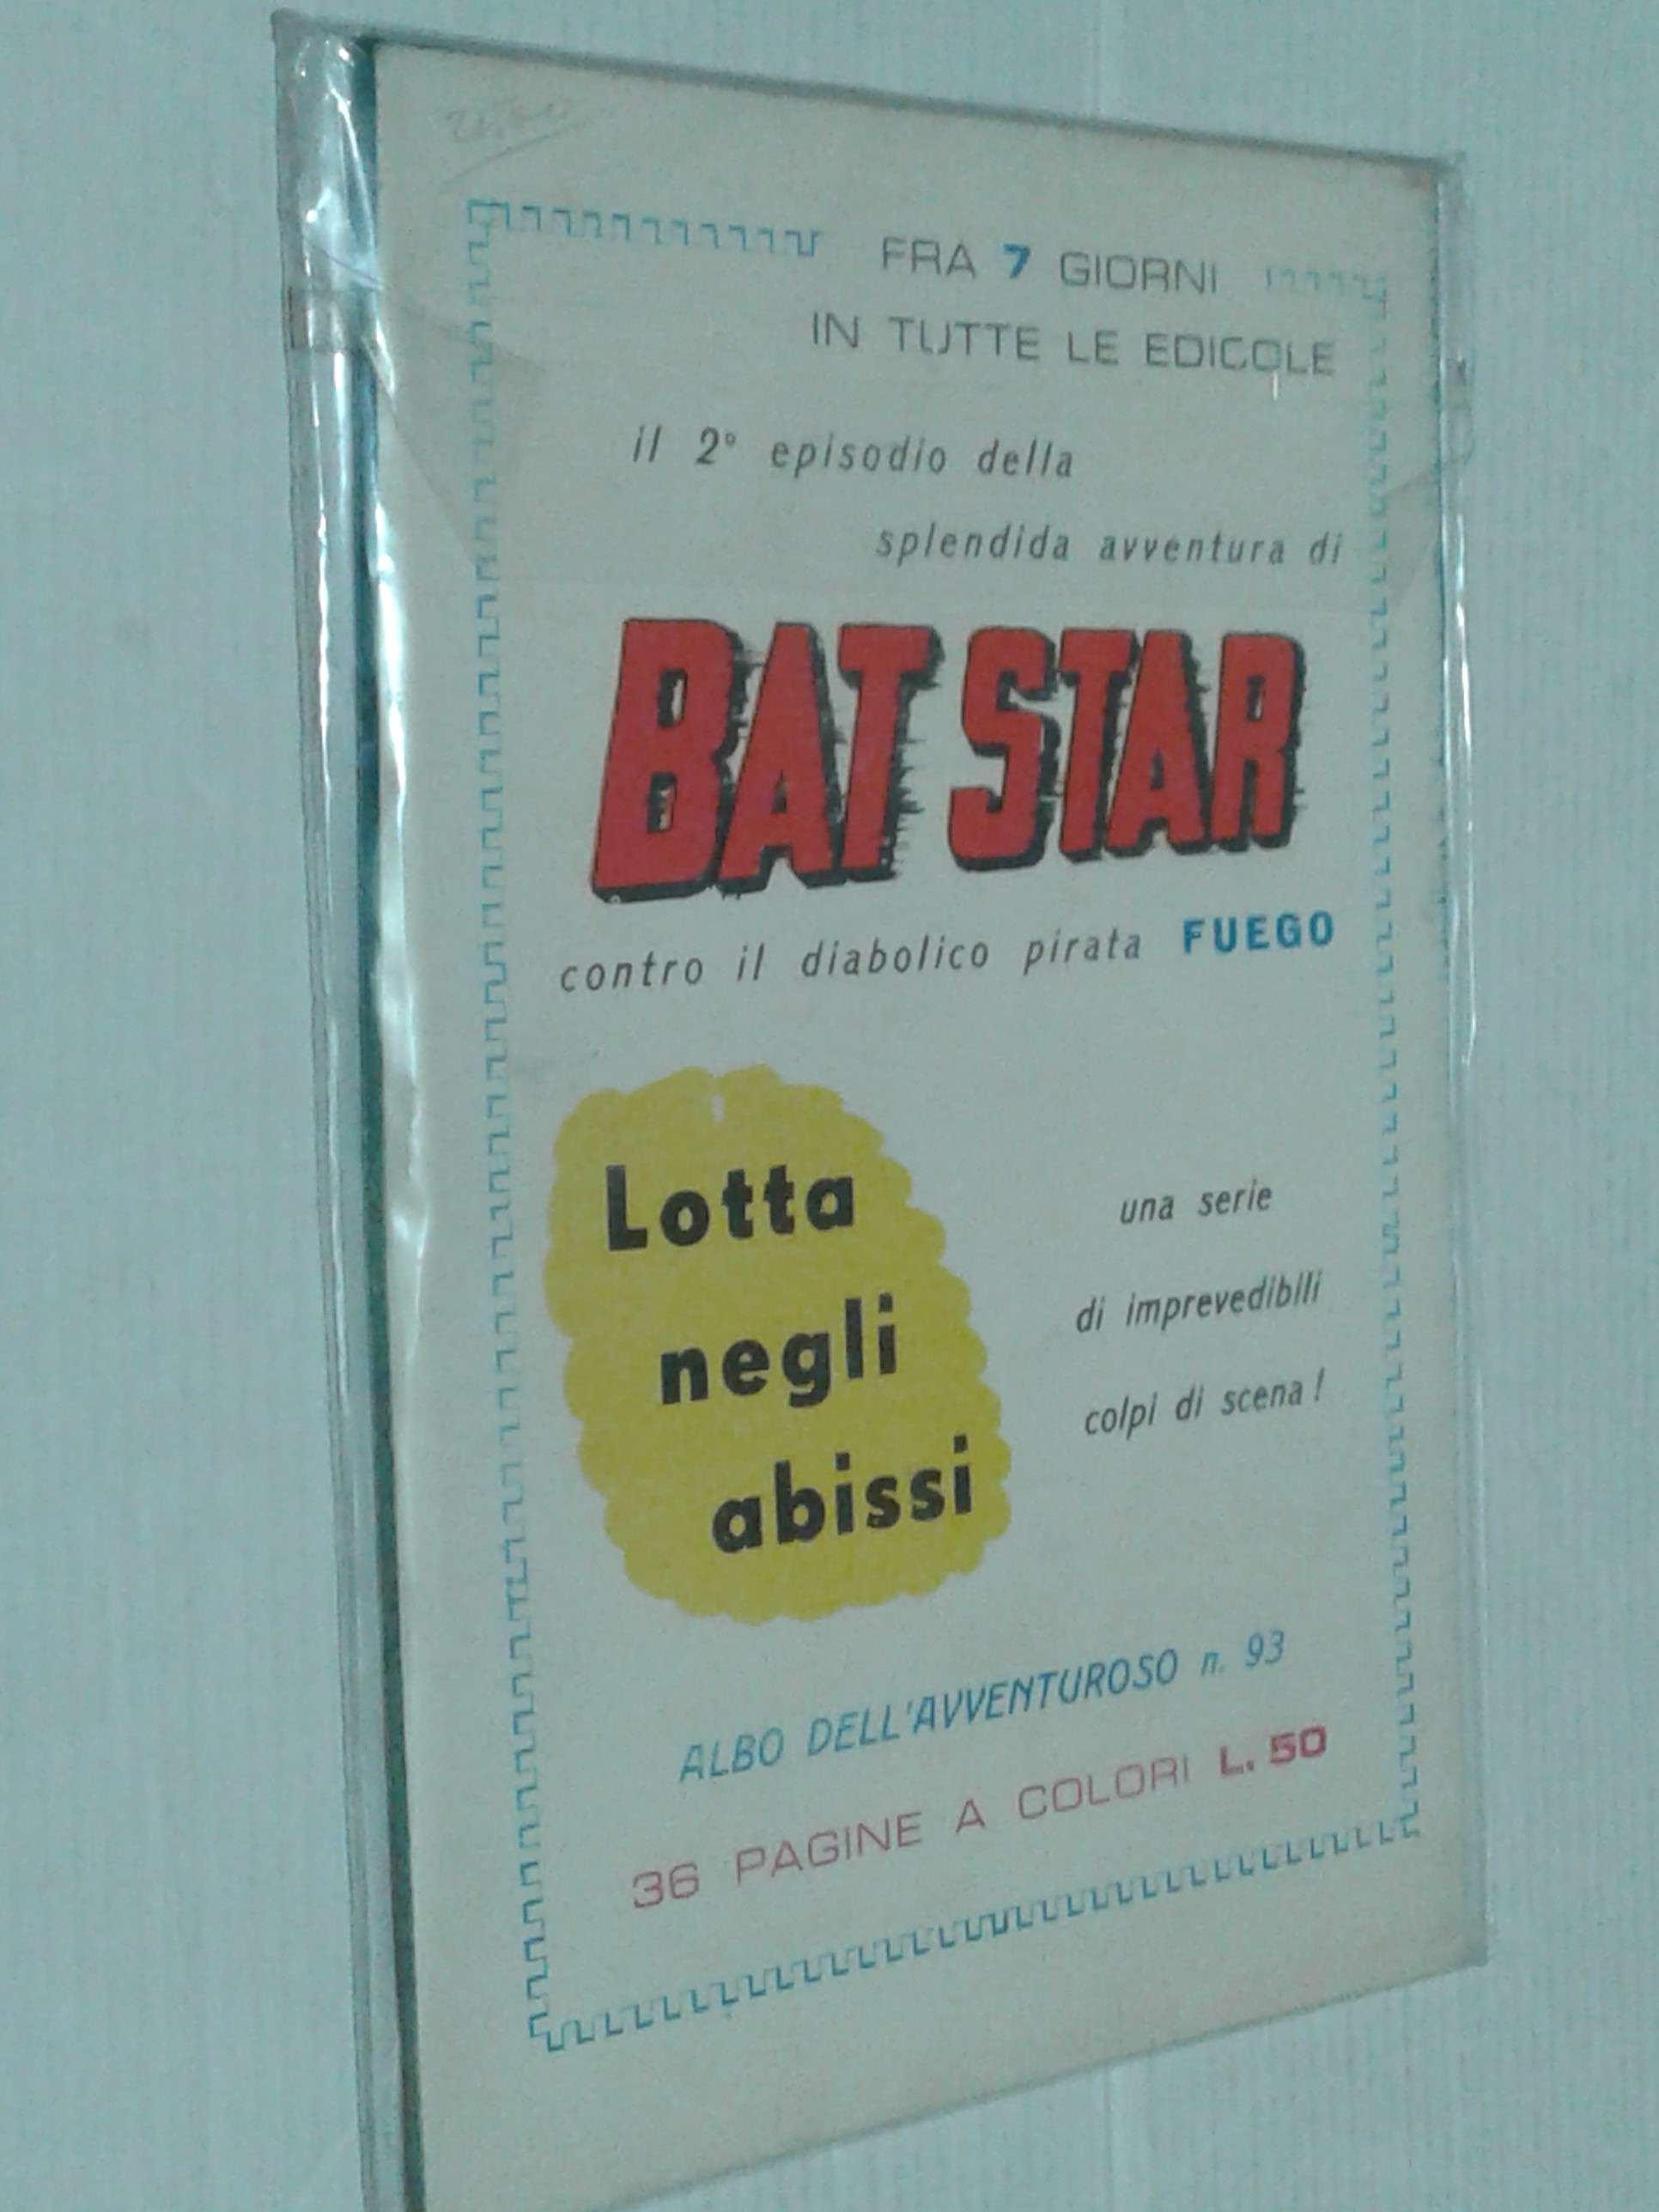 FRA 7 GIORNI
IN TUTTE LE EDICOLE
il 2° episodio della
splendida avventura di
BAT STAR
contro il diabolico pirata FUEGO
Lotta
negli
abissi
una serie
di imprevedibili
colpi di scena!
ALBO DELL'AVVENTUROSO n. 93
36 PAGINE A COLORI L. 50